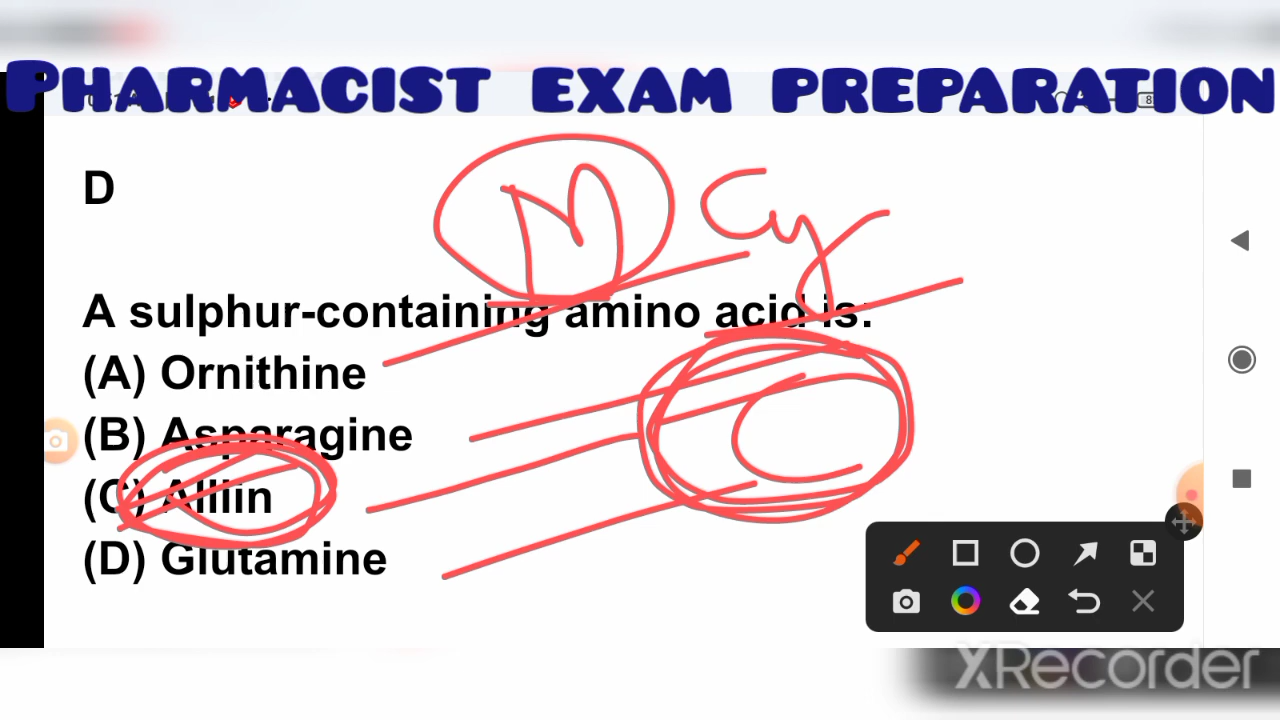 PHARMACIST EXAM PREPARATION
D
M Cy
A sulphur-containing amino acid is:
(A) Ornithine
(B) Asparagine
(C) Alliin
(D) Glutamine
C
XRecorder